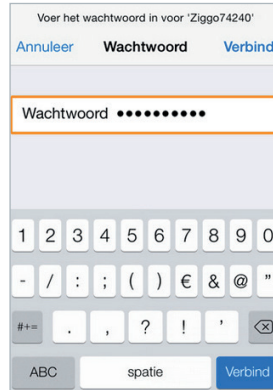 Voer het wachtwoord in voor 'Ziggo74240'
Annuleer Wachtwoord Verbind
Wachtwoord ••••••••••
1 2 3 4 5 6 7 8 9 0
- / : ; ( ) € & @ "
#+= . , ? ! '
ABC spatie Verbind